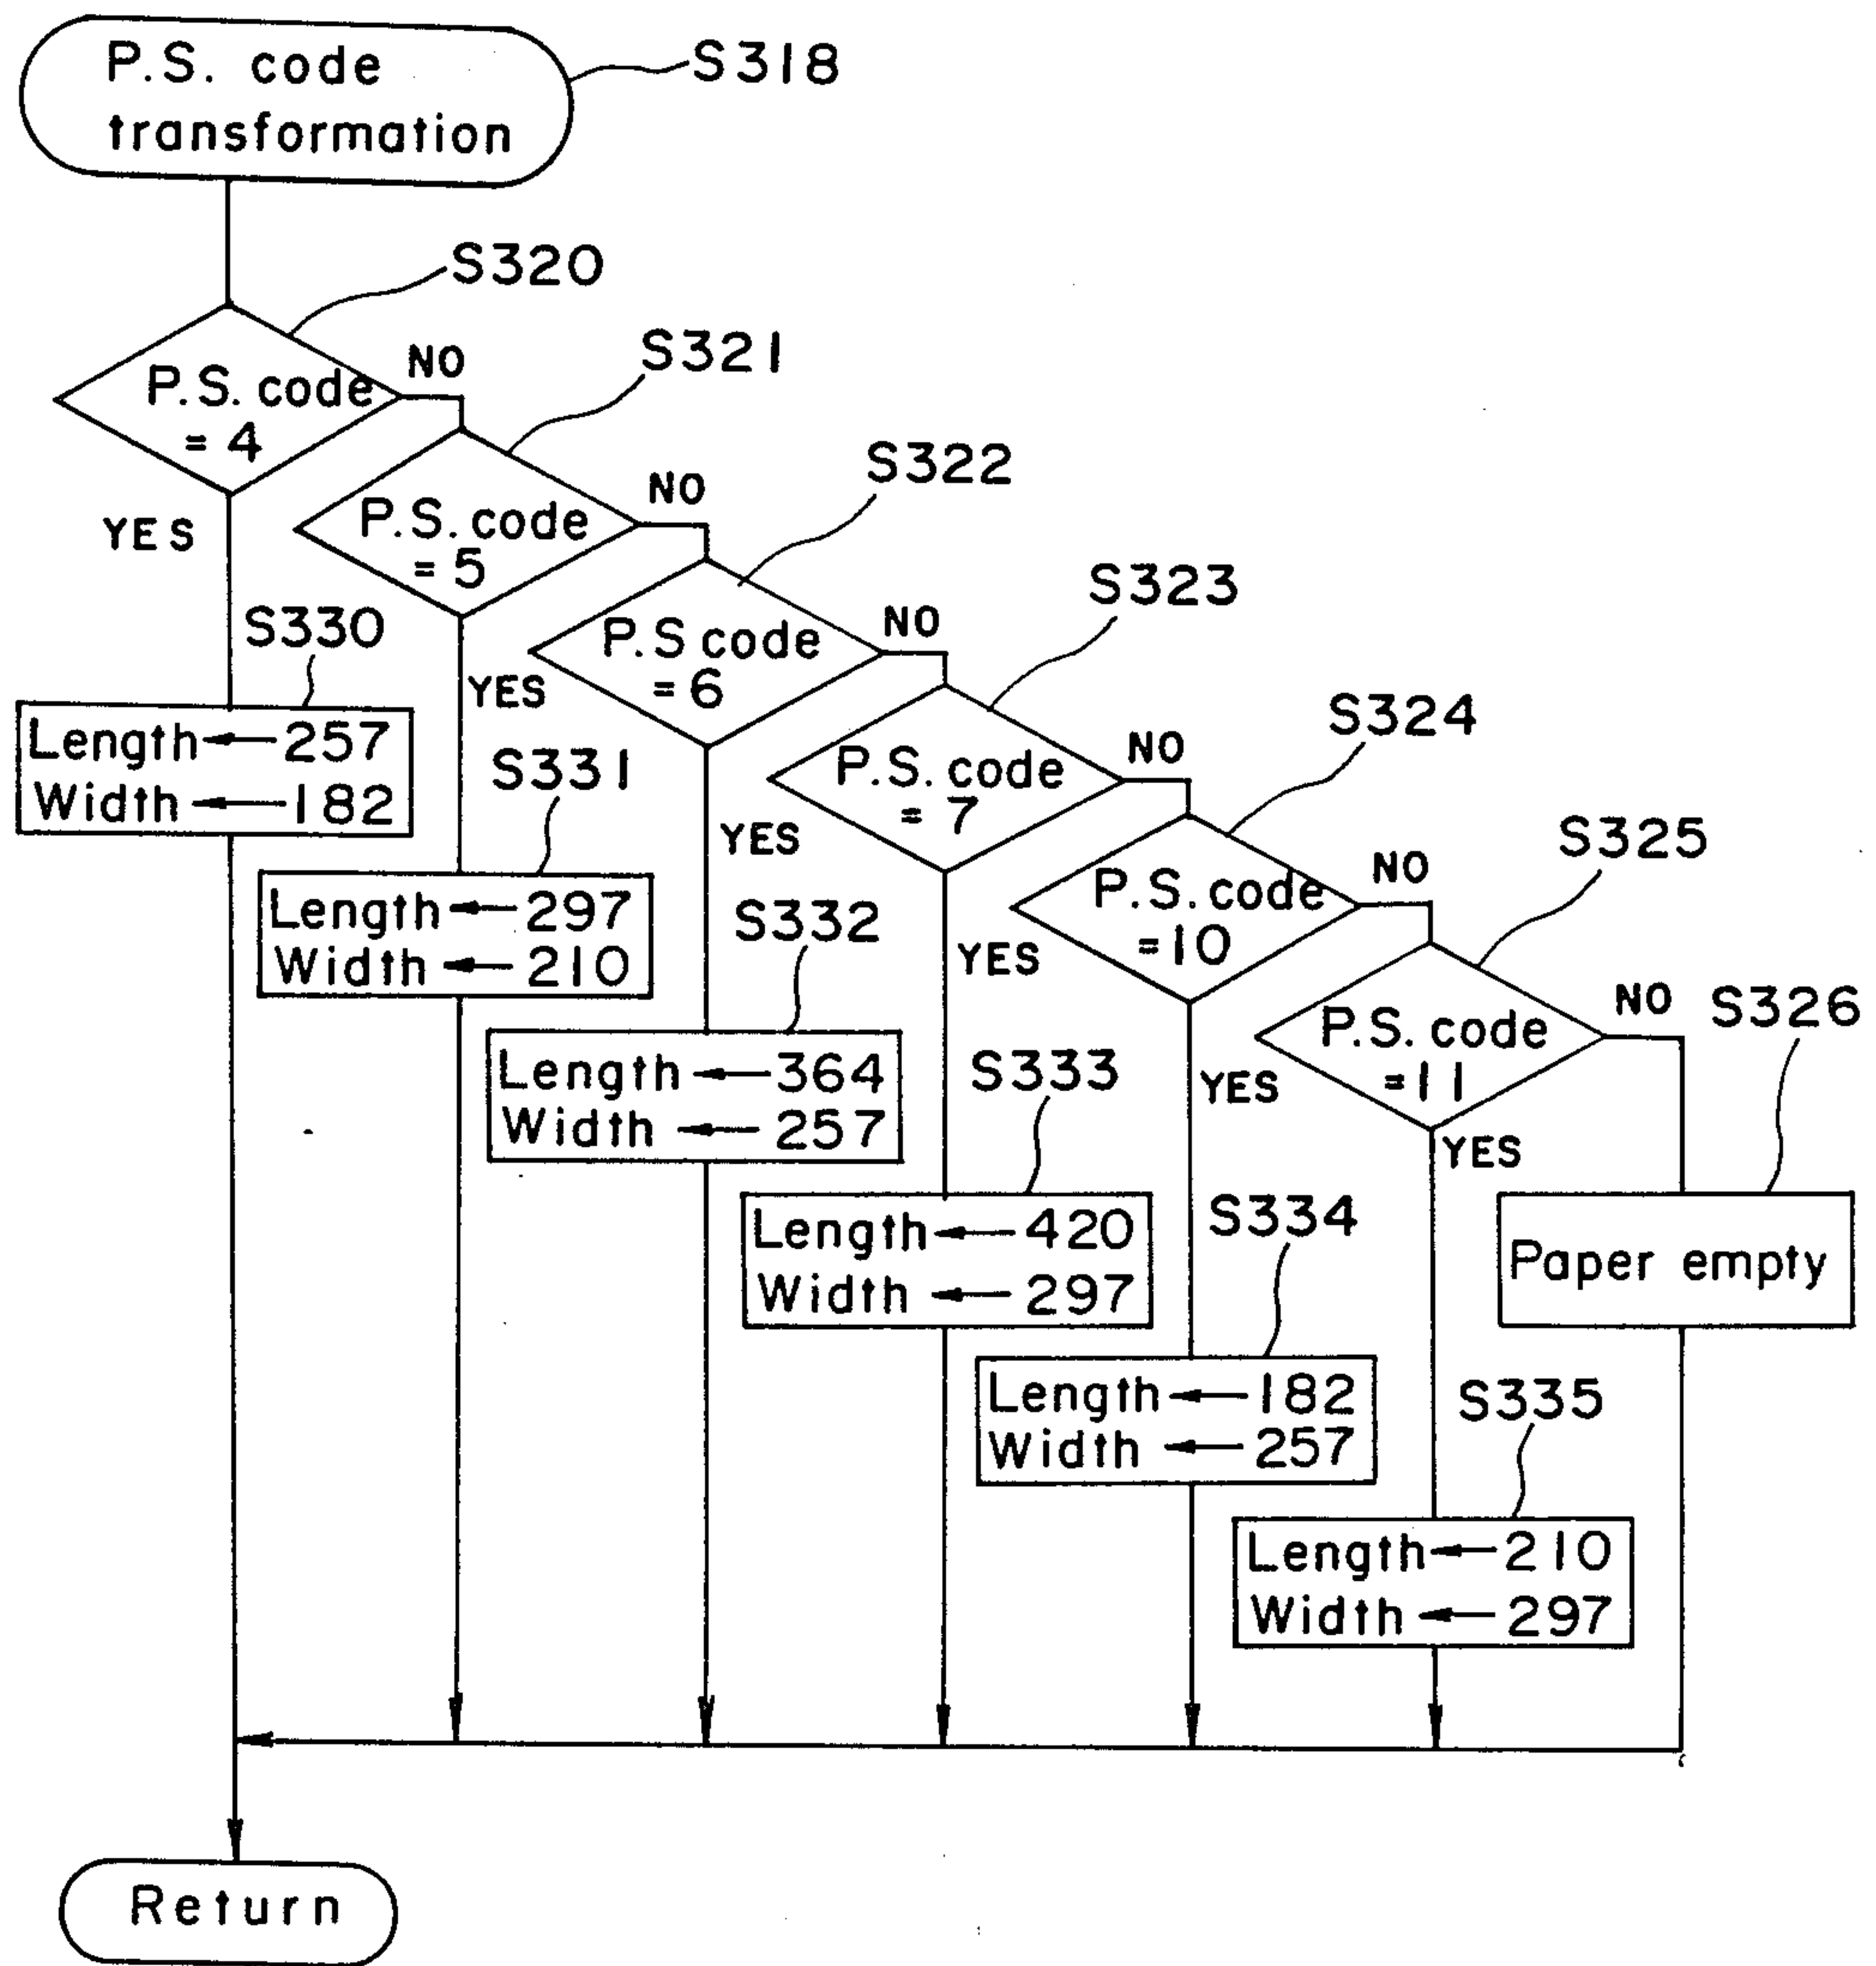 P.S. code
transformation
S318
S320
P.S. code
= 4
NO
YES
S321
P.S. code
= 5
NO
YES
S322
P.S code
= 6
NO
YES
S323
P.S. code
= 7
NO
YES
S324
P.S. code
=10
NO
YES
S325
P.S. code
=11
NO
YES
S326
Paper empty
S330
Length ← 257
Width ← 182
S331
Length ← 297
Width ← 210
S332
Length ← 364
Width ← 257
S333
Length ← 420
Width ← 297
S334
Length ← 182
Width ← 257
S335
Length ← 210
Width ← 297
Return